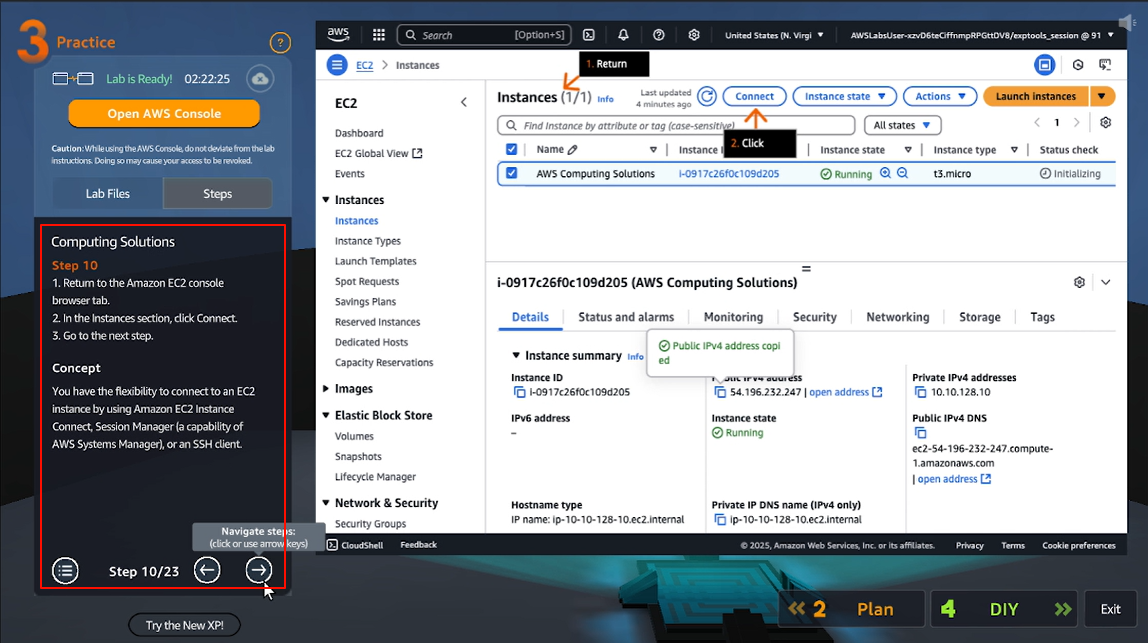 3 Practice
?
Lab is Ready! 02:22:25
Open AWS Console
Caution: While using the AWS Console, do not deviate from the lab
instructions. Doing so may cause your access to be revoked.
Lab Files Steps
Computing Solutions
Step 10
1. Return to the Amazon EC2 console
browser tab.
2. In the Instances section, click Connect.
3. Go to the next step.
Concept
You have the flexibility to connect to an EC2
instance by using Amazon EC2 Instance
Connect, Session Manager (a capability of
AWS Systems Manager), or an SSH client.
Navigate steps:
(click or use arrow keys)
Step 10/23
Try the New XP!
aws Search [Option+S] United States (N. Virgi AWSLabsUser-xzvD6teCiffnmpRPGttDV8/exptools_session @ 91
EC2 > Instances
1. Return
EC2
Dashboard
EC2 Global View
Events
Instances
Instances
Instance Types
Launch Templates
Spot Requests
Savings Plans
Reserved Instances
Dedicated Hosts
Capacity Reservations
Images
Elastic Block Store
Volumes
Snapshots
Lifecycle Manager
Network & Security
Security Groups
Instances (1/1) Info
Last updated
4 minutes ago
Connect Instance state Actions Launch instances
Find Instance by attribute or tag (case-sensitive) All states 1
2. Click
Name Instance I Instance state Instance type Status check
AWS Computing Solutions i-0917c26f0c109d205 Running t3.micro Initializing
i-0917c26f0c109d205 (AWS Computing Solutions)
Details Status and alarms Monitoring Security Networking Storage Tags
Instance summary Info
Public IPv4 address copi
ed
Instance ID
i-0917c26f0c109d205
Public IPv4 address
54.196.232.247 | open address
Private IPv4 addresses
10.10.128.10
IPv6 address
–
Instance state
Running
Public IPv4 DNS
ec2-54-196-232-247.compute-
1.amazonaws.com
| open address
Hostname type
IP name: ip-10-10-128-10.ec2.internal
Private IP DNS name (IPv4 only)
ip-10-10-128-10.ec2.internal
CloudShell Feedback © 2025, Amazon Web Services, Inc. or its affiliates. Privacy Terms Cookie preferences
2 Plan 4 DIY Exit